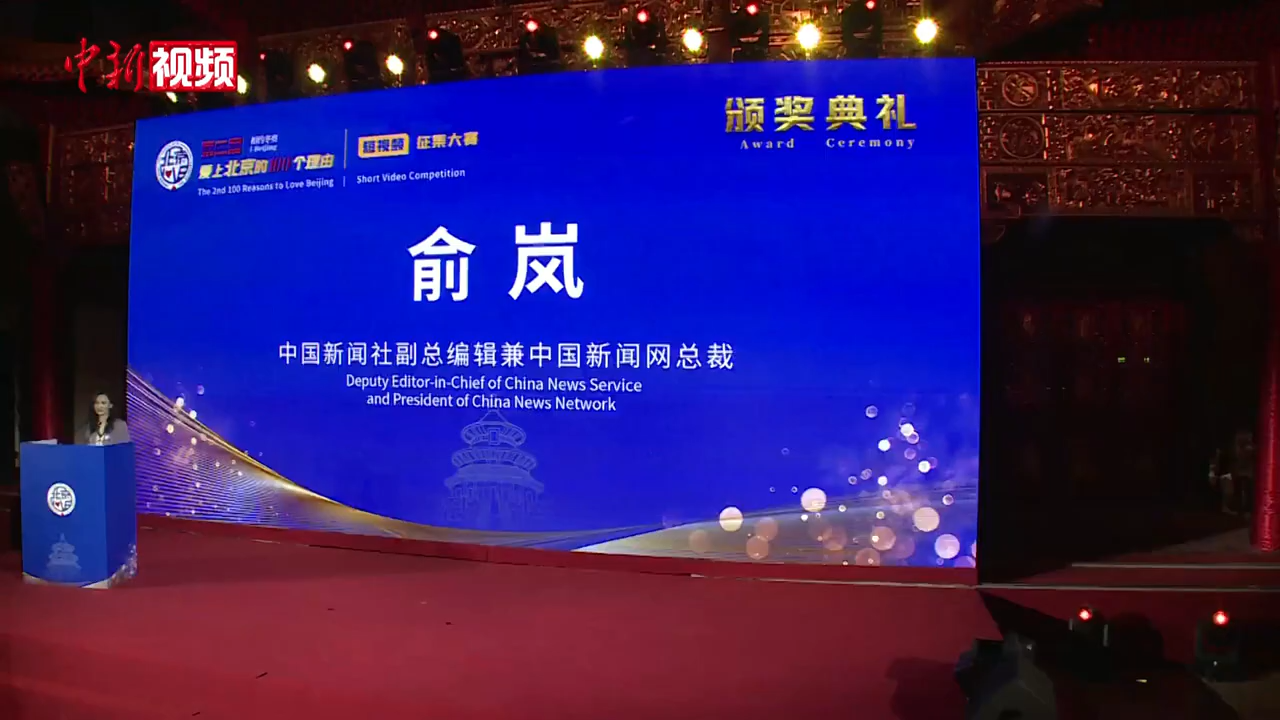 中新视频
颁奖典礼
Award Ceremony
第二届
爱上北京的100个理由
The 2nd 100 Reasons to Love Beijing
短视频 征集大赛
Short Video Competition
俞岚
中国新闻社副总编辑兼中国新闻网总裁
Deputy Editor-in-Chief of China News Service
and President of China News Network